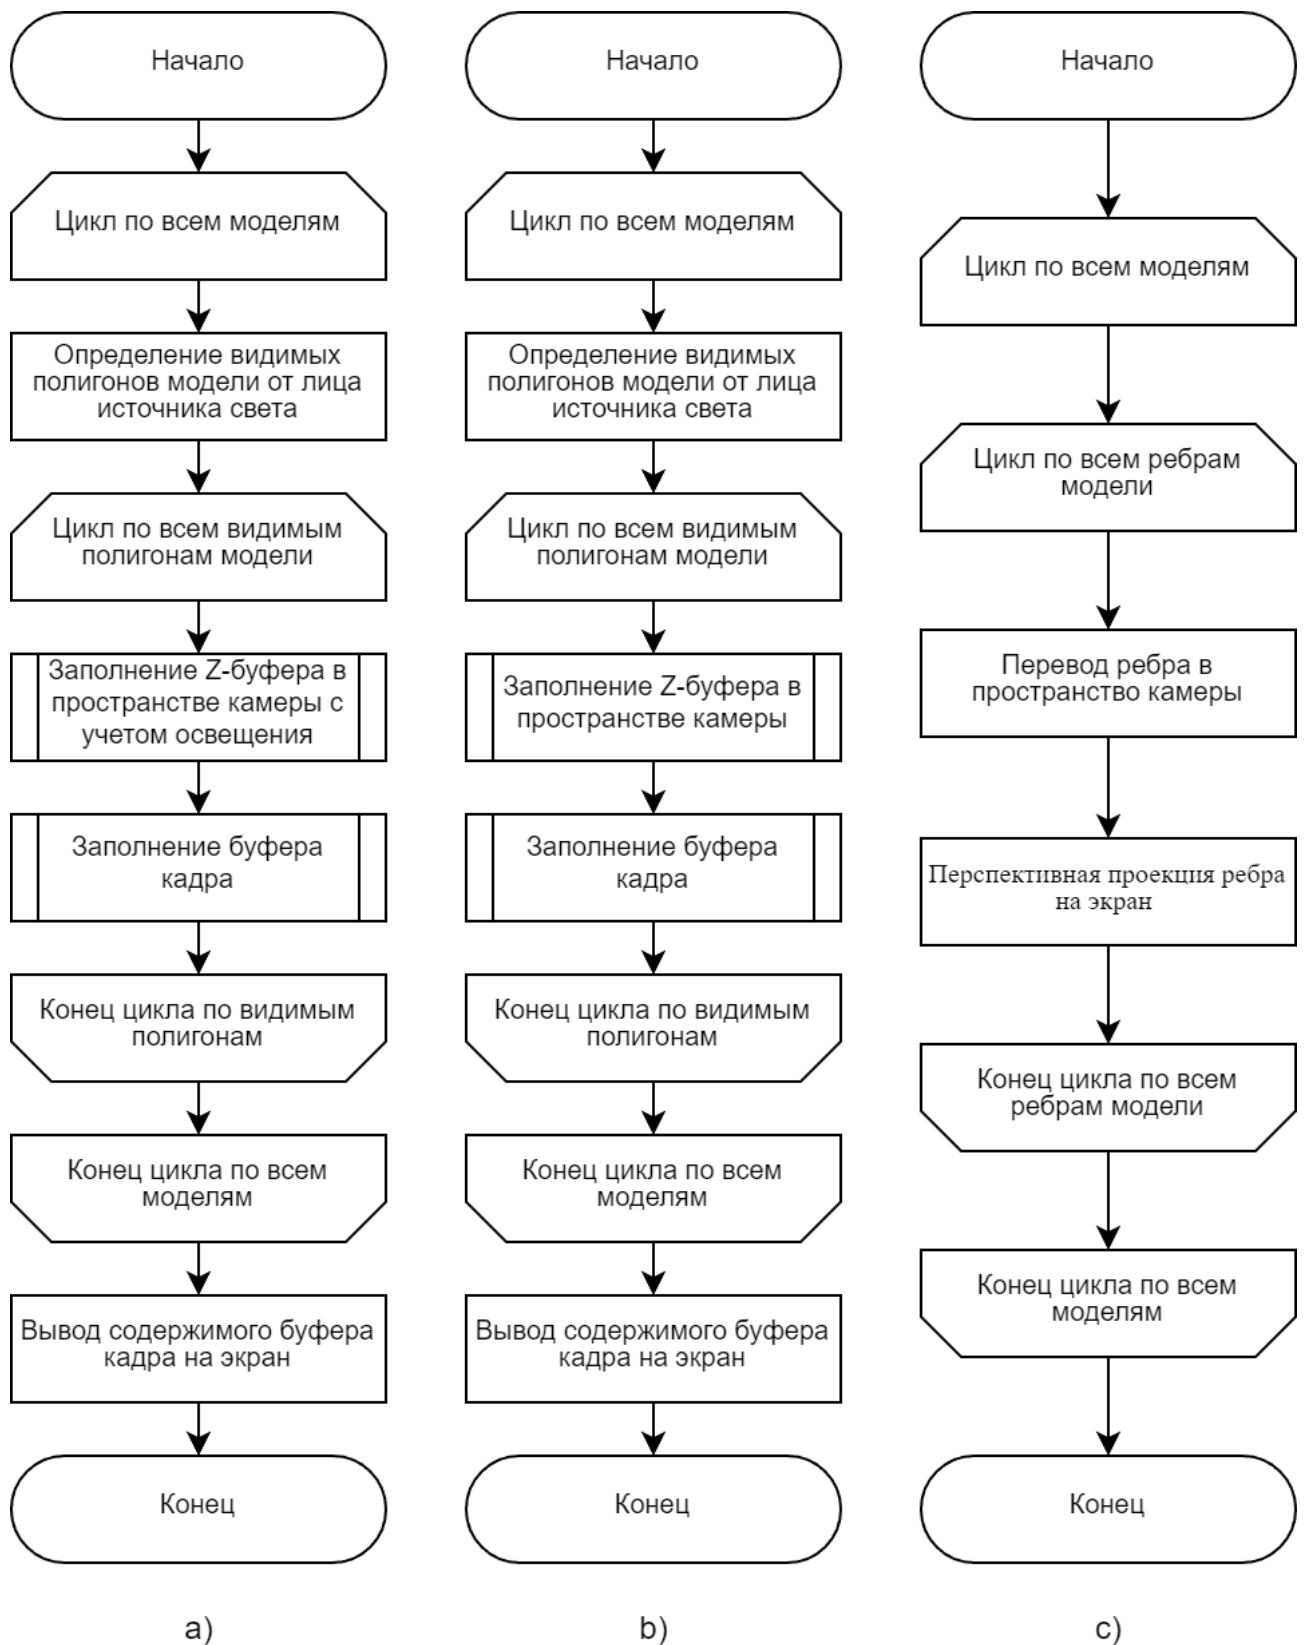 Начало
Цикл по всем моделям
Определение видимых
полигонов модели от лица
источника света
Цикл по всем видимым
полигонам модели
Заполнение Z-буфера в
пространстве камеры с
учетом освещения
Заполнение буфера
кадра
Конец цикла по видимым
полигонам
Конец цикла по всем
моделям
Вывод содержимого буфера
кадра на экран
Конец
a)
Начало
Цикл по всем моделям
Определение видимых
полигонов модели от лица
источника света
Цикл по всем видимым
полигонам модели
Заполнение Z-буфера в
пространстве камеры
Заполнение буфера
кадра
Конец цикла по видимым
полигонам
Конец цикла по всем
моделям
Вывод содержимого буфера
кадра на экран
Конец
b)
Начало
Цикл по всем моделям
Цикл по всем ребрам
модели
Перевод ребра в
пространство камеры
Перспективная проекция ребра
на экран
Конец цикла по всем
ребрам модели
Конец цикла по всем
моделям
Конец
c)